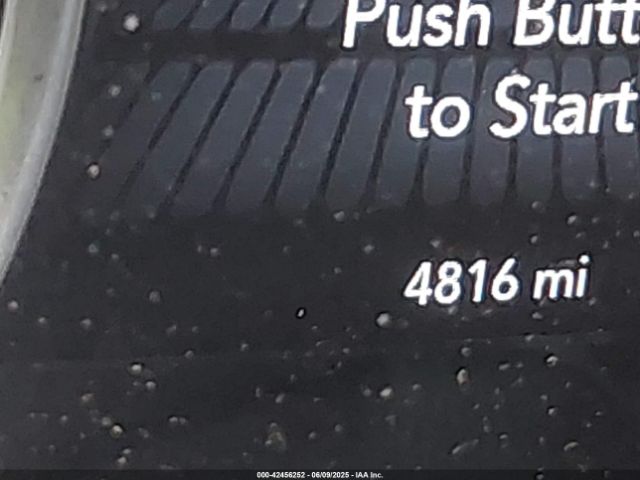 Push Butt
to Start
4816 mi
000-42456252 - 06/09/2025 - IAA Inc.